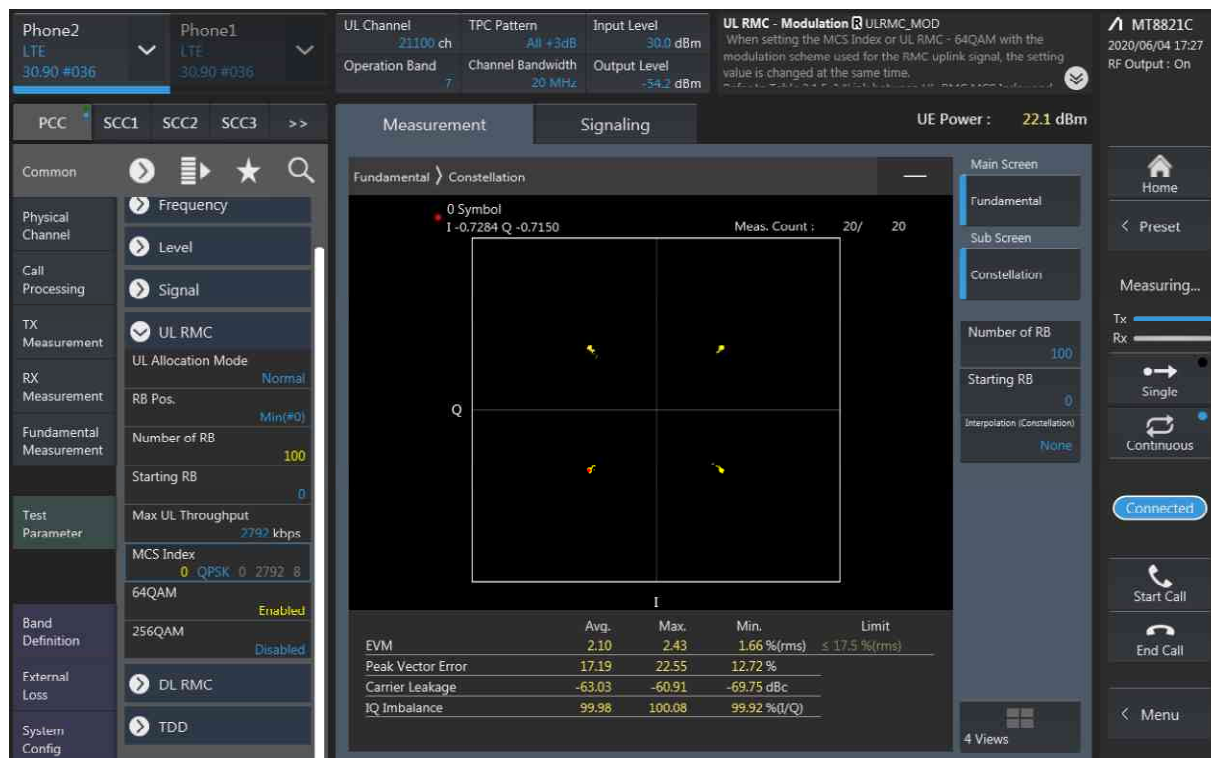 Phone2
LTE
30.90 #036
Phone1
LTE
30.90 #036
UL Channel
21100 ch
Operation Band
7
TPC Pattern
All +3dB
Channel Bandwidth
20 MHz
Input Level
30.0 dBm
Output Level
-54.2 dBm
UL RMC - Modulation R ULRMC_MOD
When setting the MCS Index or UL RMC - 64QAM with the
modulation scheme used for the RMC uplink signal, the setting
value is changed at the same time.
MT8821C
2020/06/04 17:27
RF Output : On
PCC SCC1 SCC2 SCC3 >>
Measurement Signaling
UE Power : 22.1 dBm
Common
Physical
Channel
Call
Processing
TX
Measurement
RX
Measurement
Fundamental
Measurement
Test
Parameter
Band
Definition
External
Loss
System
Config
Frequency
Level
Signal
UL RMC
UL Allocation Mode
Normal
RB Pos.
Min(#0)
Number of RB
100
Starting RB
0
Max UL Throughput
2792 kbps
MCS Index
0 QPSK 0 2792 8
64QAM
Enabled
256QAM
Disabled
DL RMC
TDD
Fundamental 〉 Constellation
0 Symbol
I -0.7284 Q -0.7150
Meas. Count : 20/ 20
Q
I
Avg. Max. Min. Limit
EVM 2.10 2.43 1.66 %(rms) ≤ 17.5 %(rms)
Peak Vector Error 17.19 22.55 12.72 %
Carrier Leakage -63.03 -60.91 -69.75 dBc
IQ Imbalance 99.98 100.08 99.92 %(I/Q)
Main Screen
Fundamental
Sub Screen
Constellation
Number of RB
100
Starting RB
0
Interpolation (Constellation)
None
4 Views
Home
< Preset
Measuring...
Tx
Rx
Single
Continuous
Connected
Start Call
End Call
< Menu